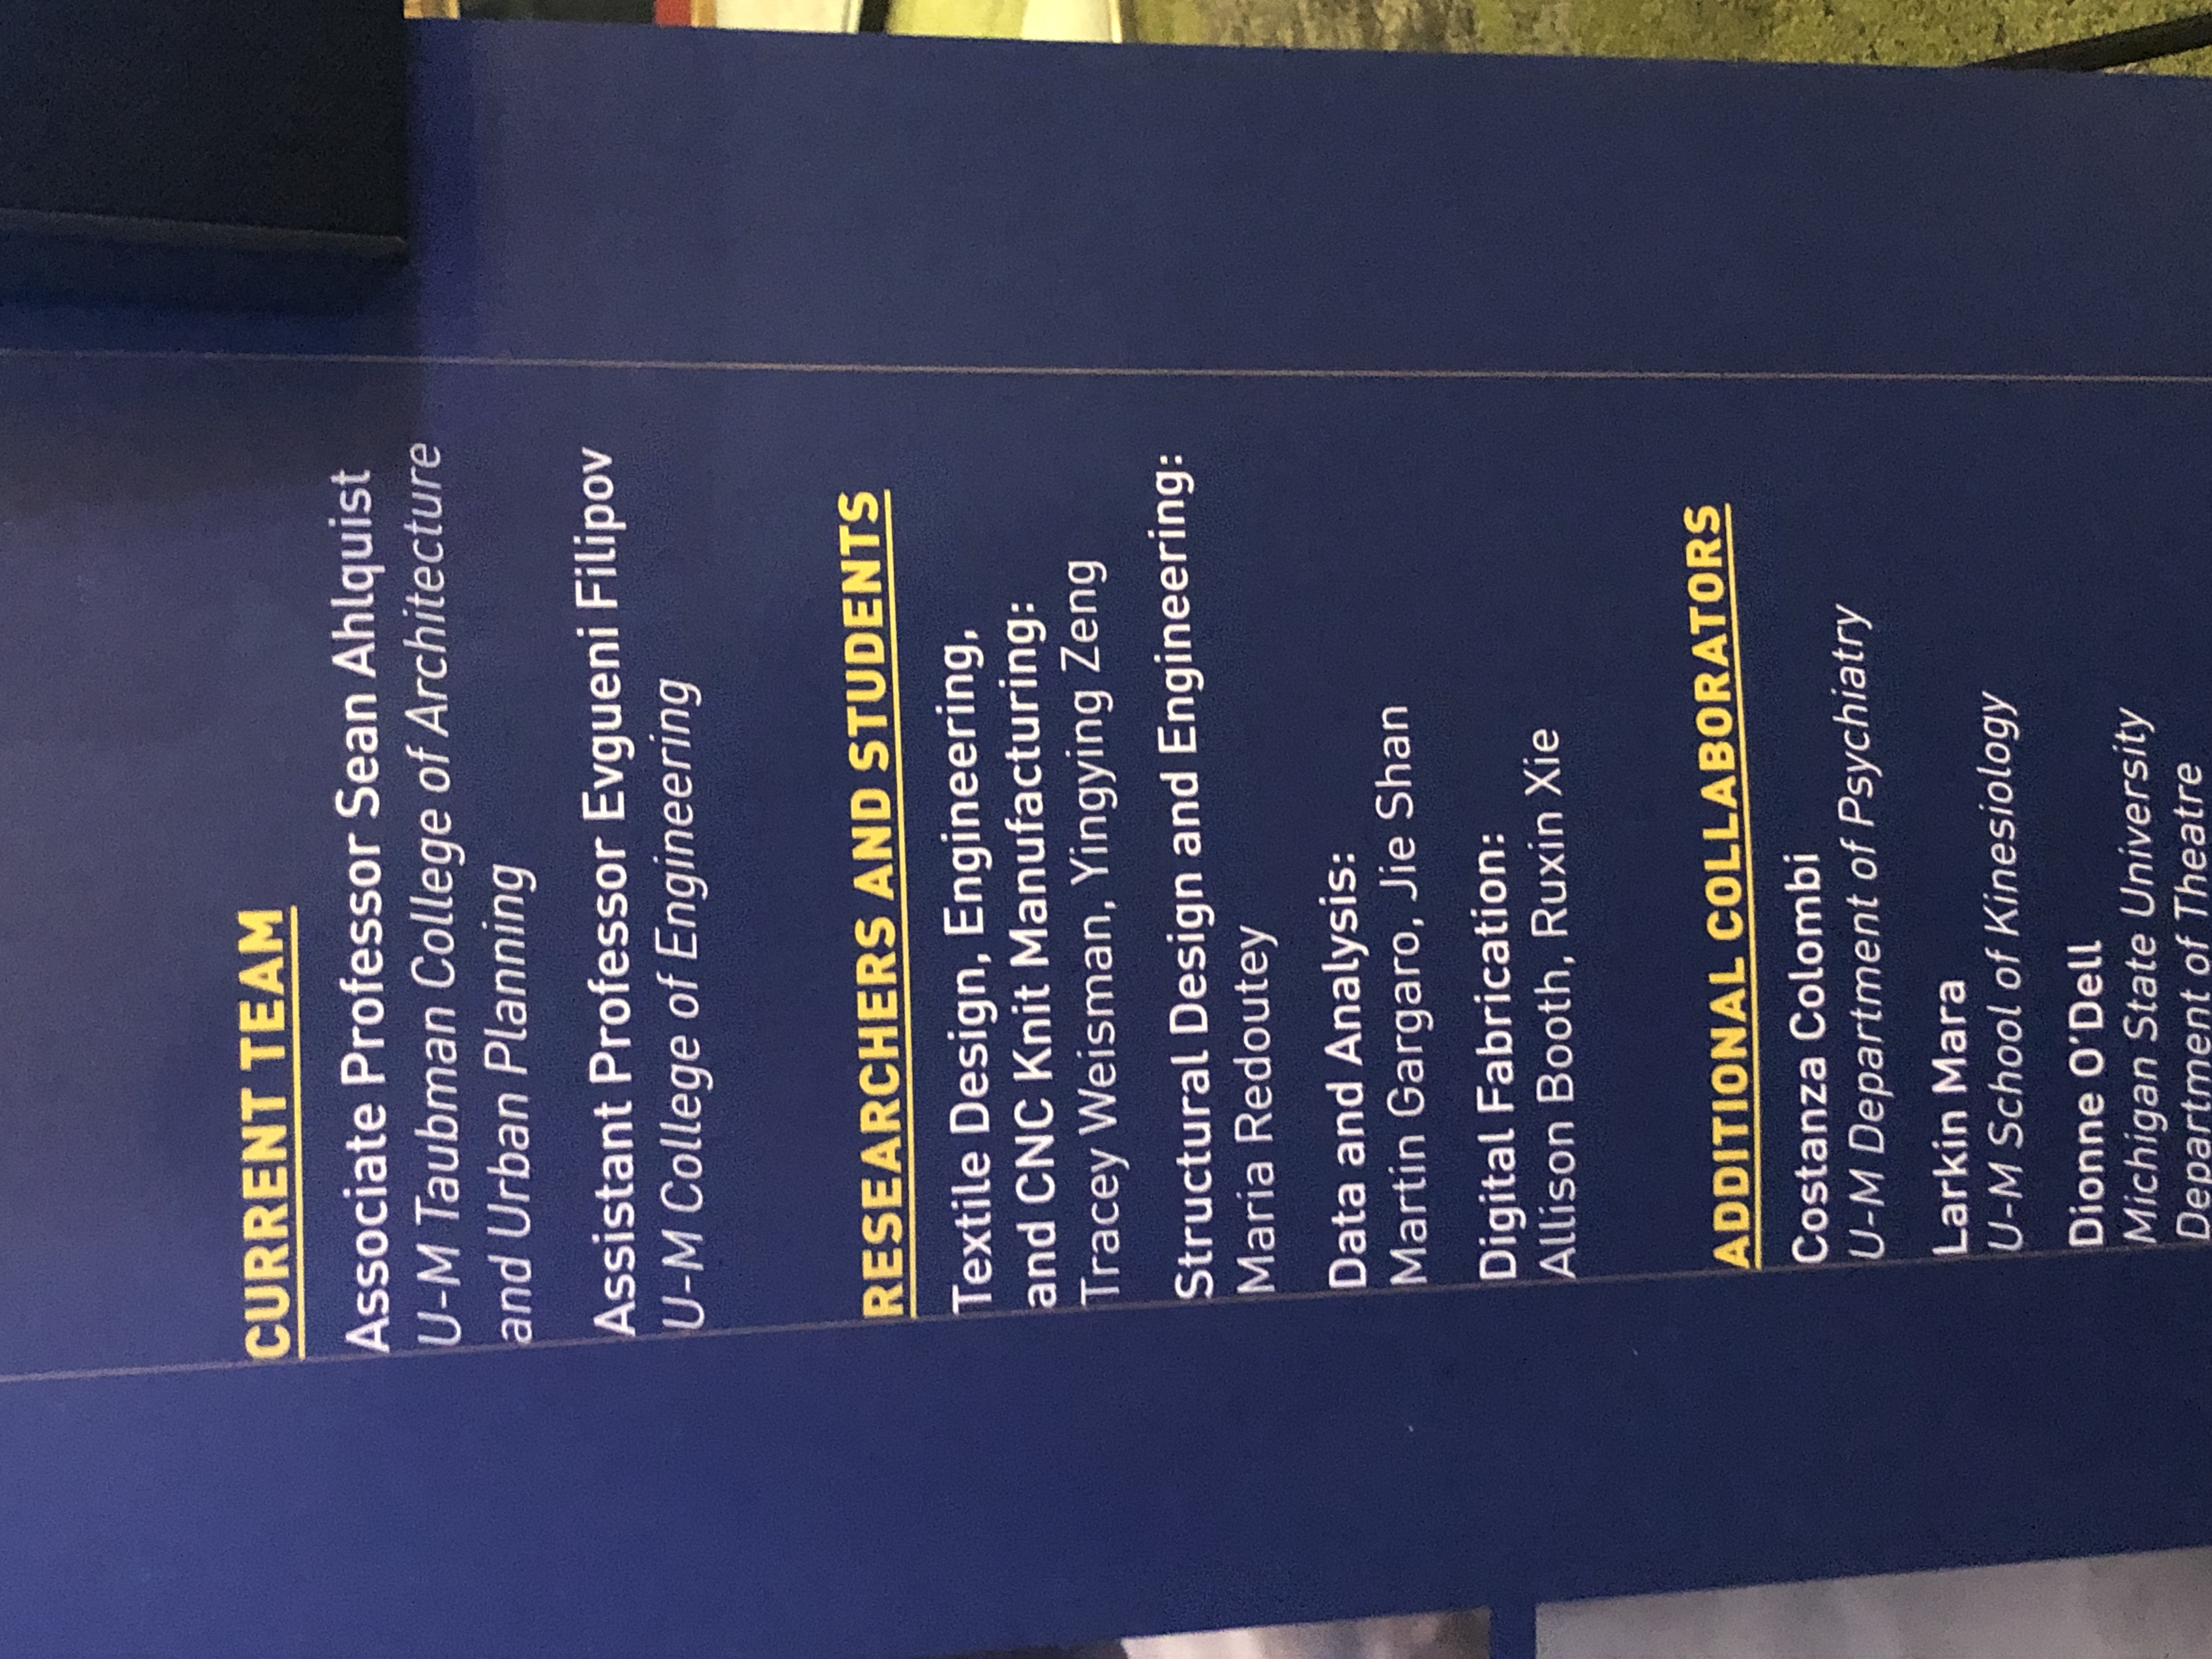 CURRENT TEAM
Associate Professor Sean Ahlquist
U-M Taubman College of Architecture
and Urban Planning
Assistant Professor Evgueni Filipov
U-M College of Engineering
RESEARCHERS AND STUDENTS
Textile Design, Engineering,
and CNC Knit Manufacturing:
Tracey Weisman, Yingying Zeng
Structural Design and Engineering:
Maria Redoutey
Data and Analysis:
Martin Gargaro, Jie Shan
Digital Fabrication:
Allison Booth, Ruxin Xie
ADDITIONAL COLLABORATORS
Costanza Colombi
U-M Department of Psychiatry
Larkin Mara
U-M School of Kinesiology
Dionne O'Dell
Michigan State University
Department of Theatre